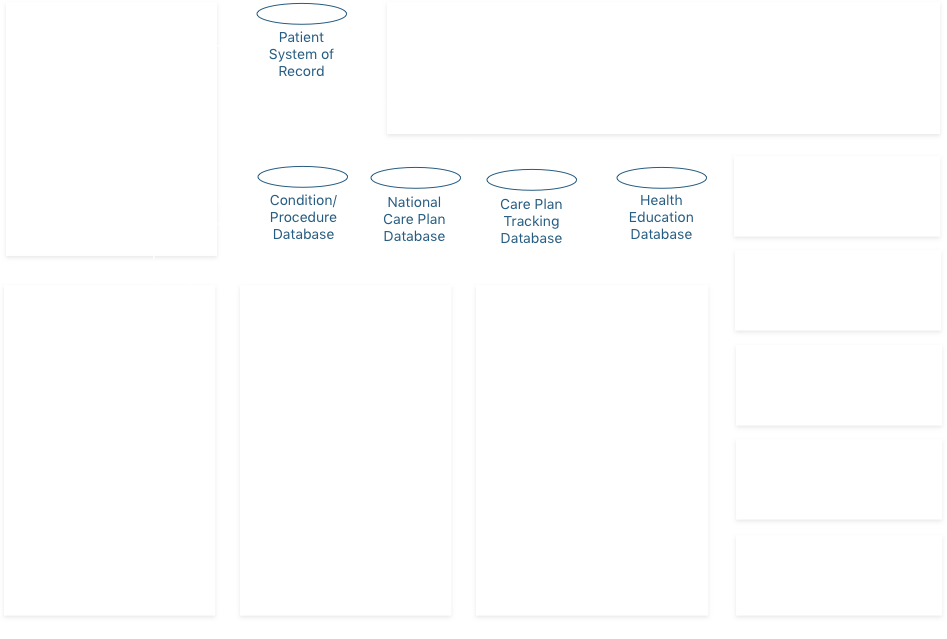 Patient
System of
Record
Condition/
Procedure
Database
National
Care Plan
Database
Care Plan
Tracking
Database
Health
Education
Database